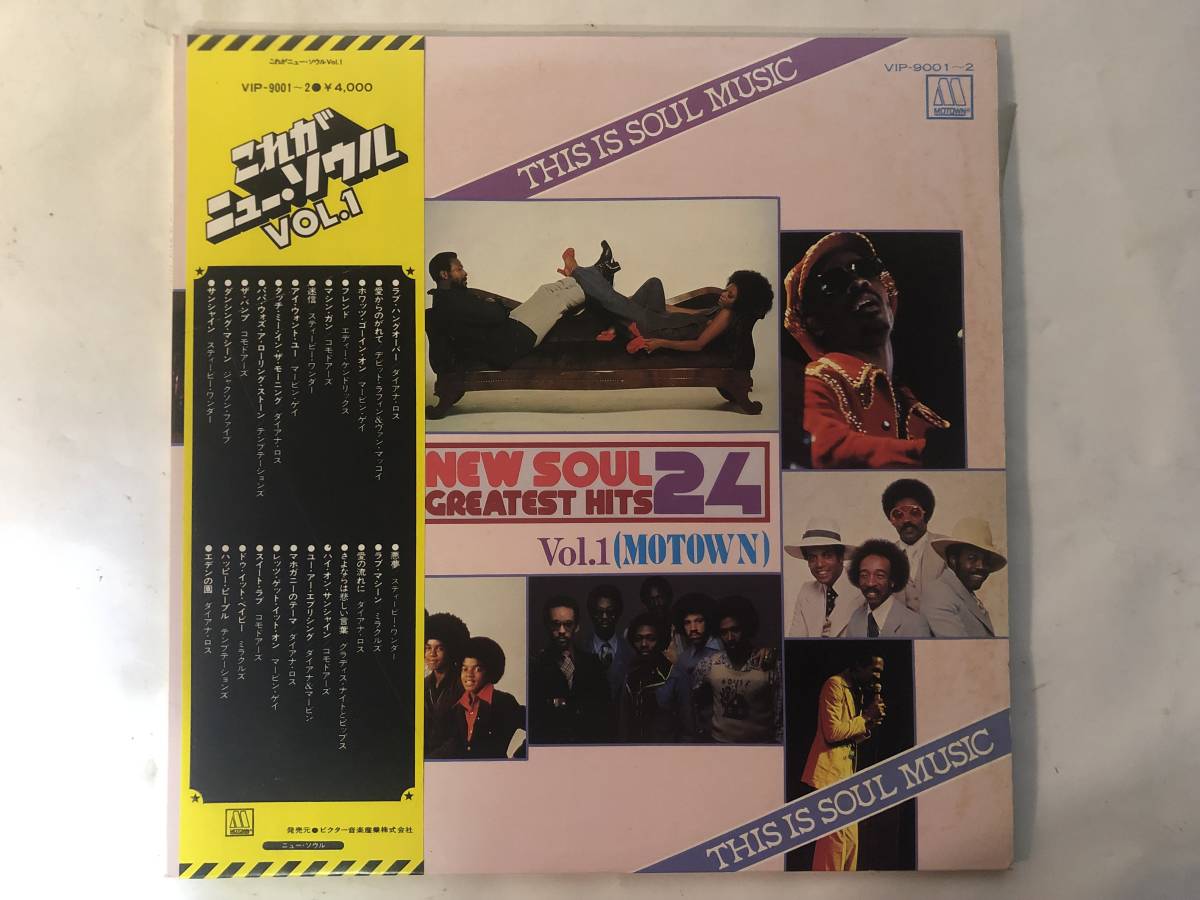 これがニュー・ソウルVol.1
VIP-9001~2●¥4,000
これが
ニュー・ソウル
VOL.1
●ラブ・ハングオーバー ダイアナ・ロス
●愛からのがれて デビット・ラフィン&ヴァン・マッコイ
●ホワッツ・ゴーイン・オン マービン・ゲイ
●フレンド エディー・ケンドリックス
●マシン・ガン コモドアーズ
●迷信 スティービー・ワンダー
●アイ・ウォント・ユー マービン・ゲイ
●タッチ・ミー・イン・ザ・モーニング ダイアナ・ロス
●パパ・ウォズ・ア・ローリング・ストーン テンプテーションズ
●ザ・バンプ コモドアーズ
●ダンシング・マシーン ジャクソン・ファイブ
●サンシャイン スティービー・ワンダー
●悪夢 スティービー・ワンダー
●ラブ・マシーン ミラクルズ
●愛の流れに ダイアナ・ロス
●さよならは悲しい言葉 グラディス・ナイトとピップス
●ハイ・オン・サンシャイン コモドアーズ
●ユー・アー・エブリシング ダイアナ&マービン
●マホガニーのテーマ ダイアナ・ロス
●レッツ・ゲット・イット・オン マービン・ゲイ
●スイート・ラブ コモドアーズ
●ドゥ・イット・ベイビー ミラクルズ
●ハッピー・ピープル テンプテーションズ
●エデンの園 ダイアナ・ロス
MOTOWN
発売元●ビクター音楽産業株式会社
ニュー・ソウル
THIS IS SOUL MUSIC
VIP-9001~2
MOTOWN
NEW SOUL
GREATEST HITS 24
Vol.1 (MOTOWN)
THIS IS SOUL MUSIC